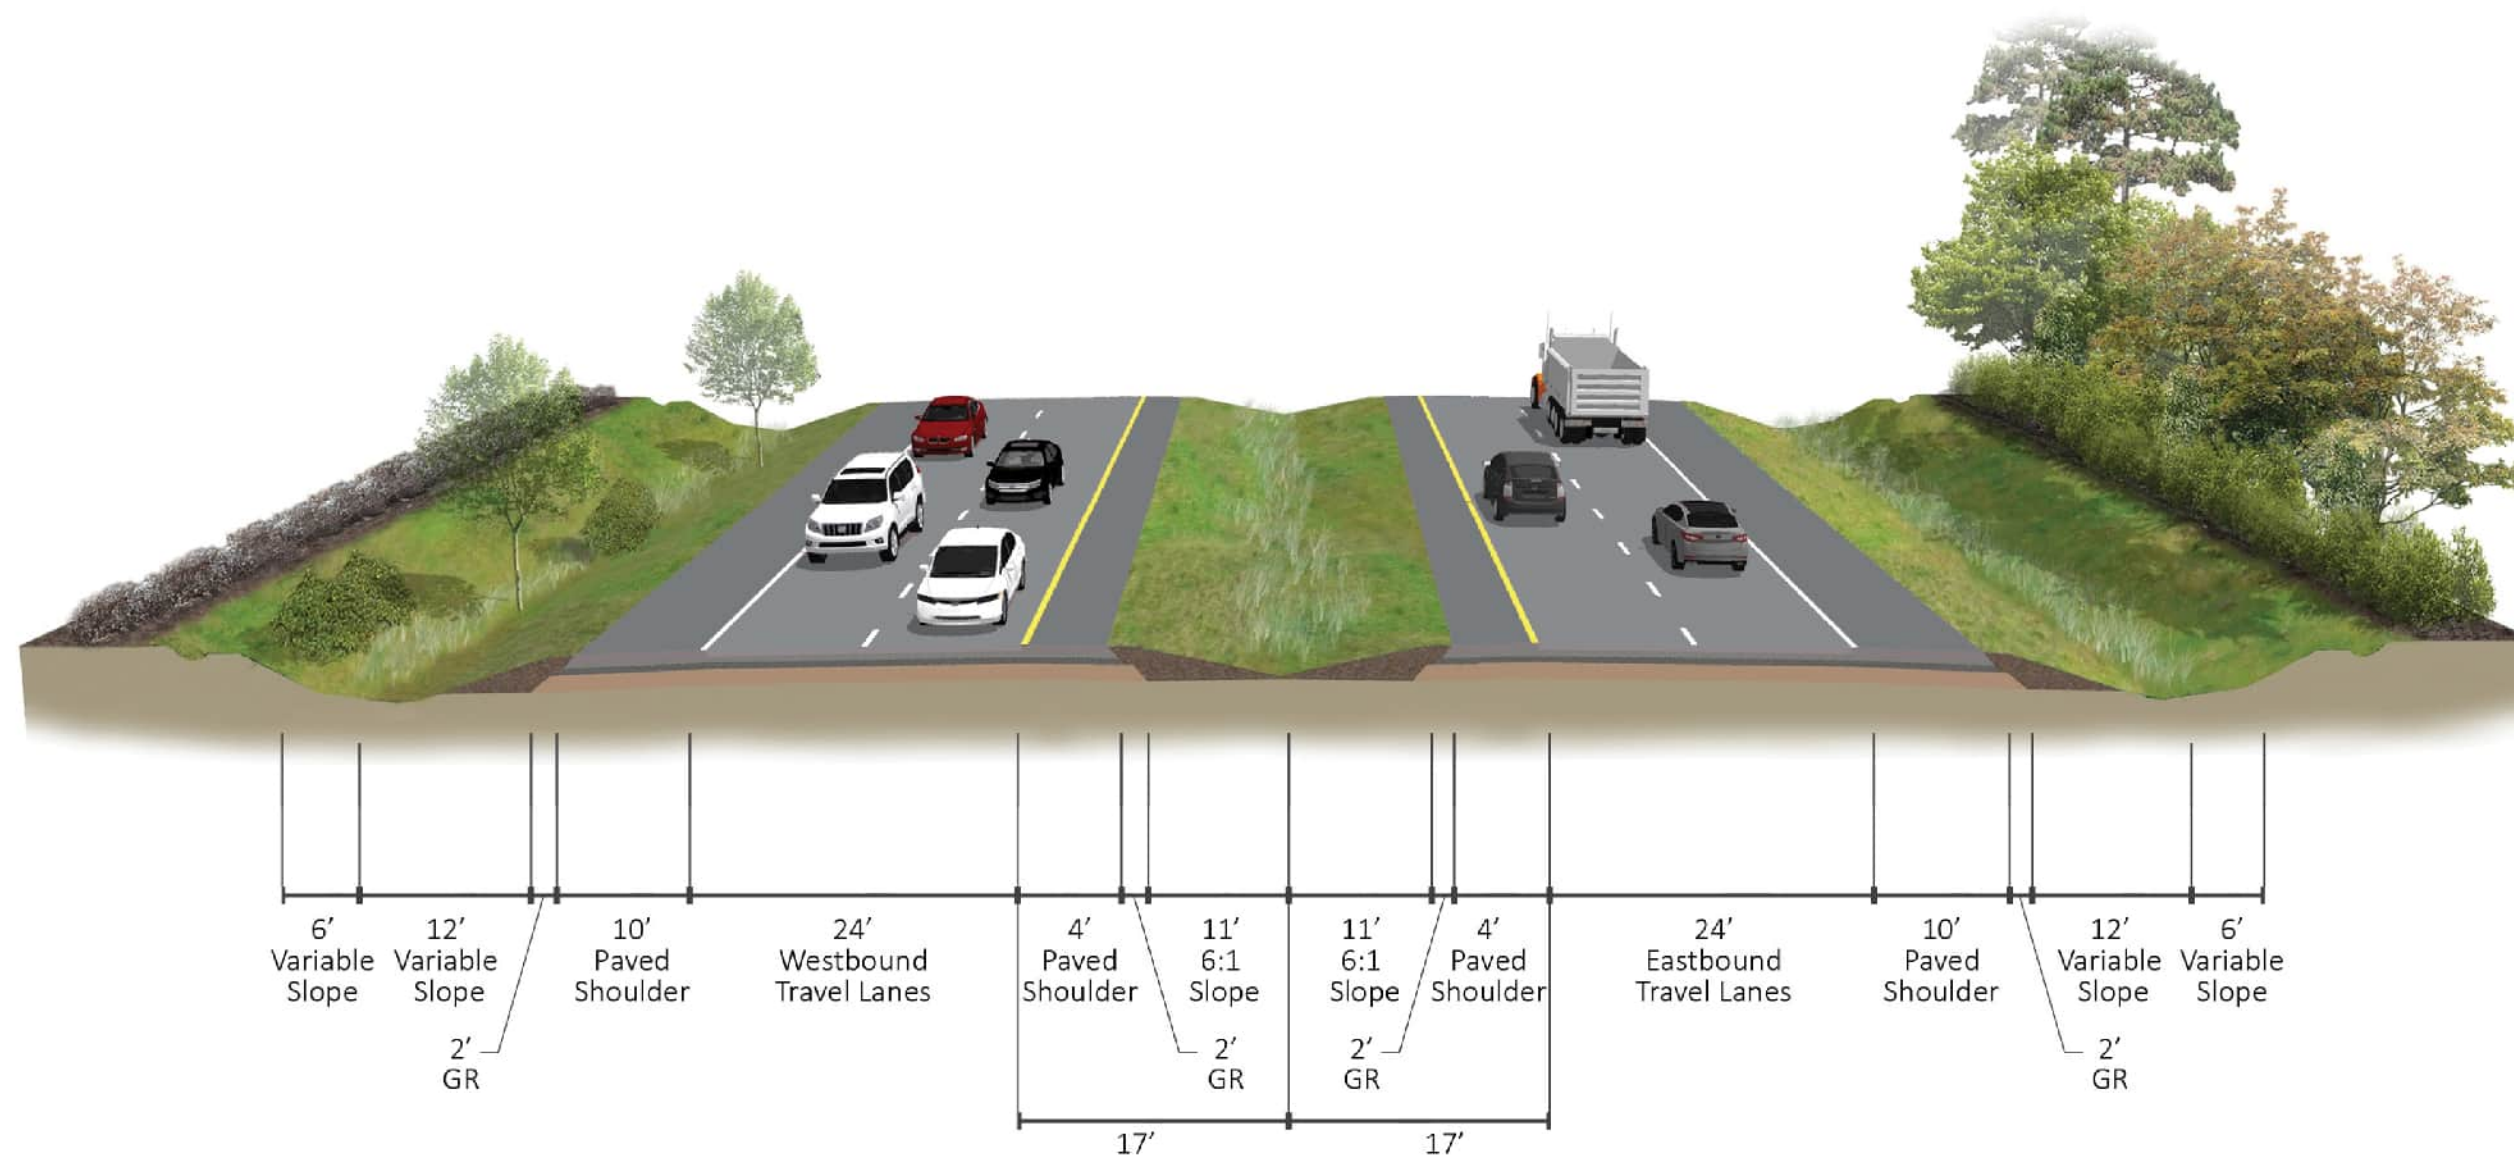 6’
Variable
Slope
12’
Variable
Slope
2’
GR
10’
Paved
Shoulder
24’
Westbound
Travel Lanes
4’
Paved
Shoulder
2’
GR
11’
6:1
Slope
11’
6:1
Slope
2’
GR
4’
Paved
Shoulder
24’
Eastbound
Travel Lanes
10’
Paved
Shoulder
2’
GR
12’
Variable
Slope
6’
Variable
Slope
17’
17’